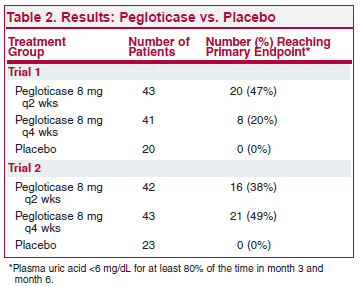 Table 2. Results: Pegloticase vs. Placebo
Treatment Group Number of Patients Number (%) Reaching Primary Endpoint*
Trial 1
Pegloticase 8 mg q2 wks 43 20 (47%)
Pegloticase 8 mg q4 wks 41 8 (20%)
Placebo 20 0 (0%)
Trial 2
Pegloticase 8 mg q2 wks 42 16 (38%)
Pegloticase 8 mg q4 wks 43 21 (49%)
Placebo 23 0 (0%)
*Plasma uric acid <6 mg/dL for at least 80% of the time in month 3 and
month 6.